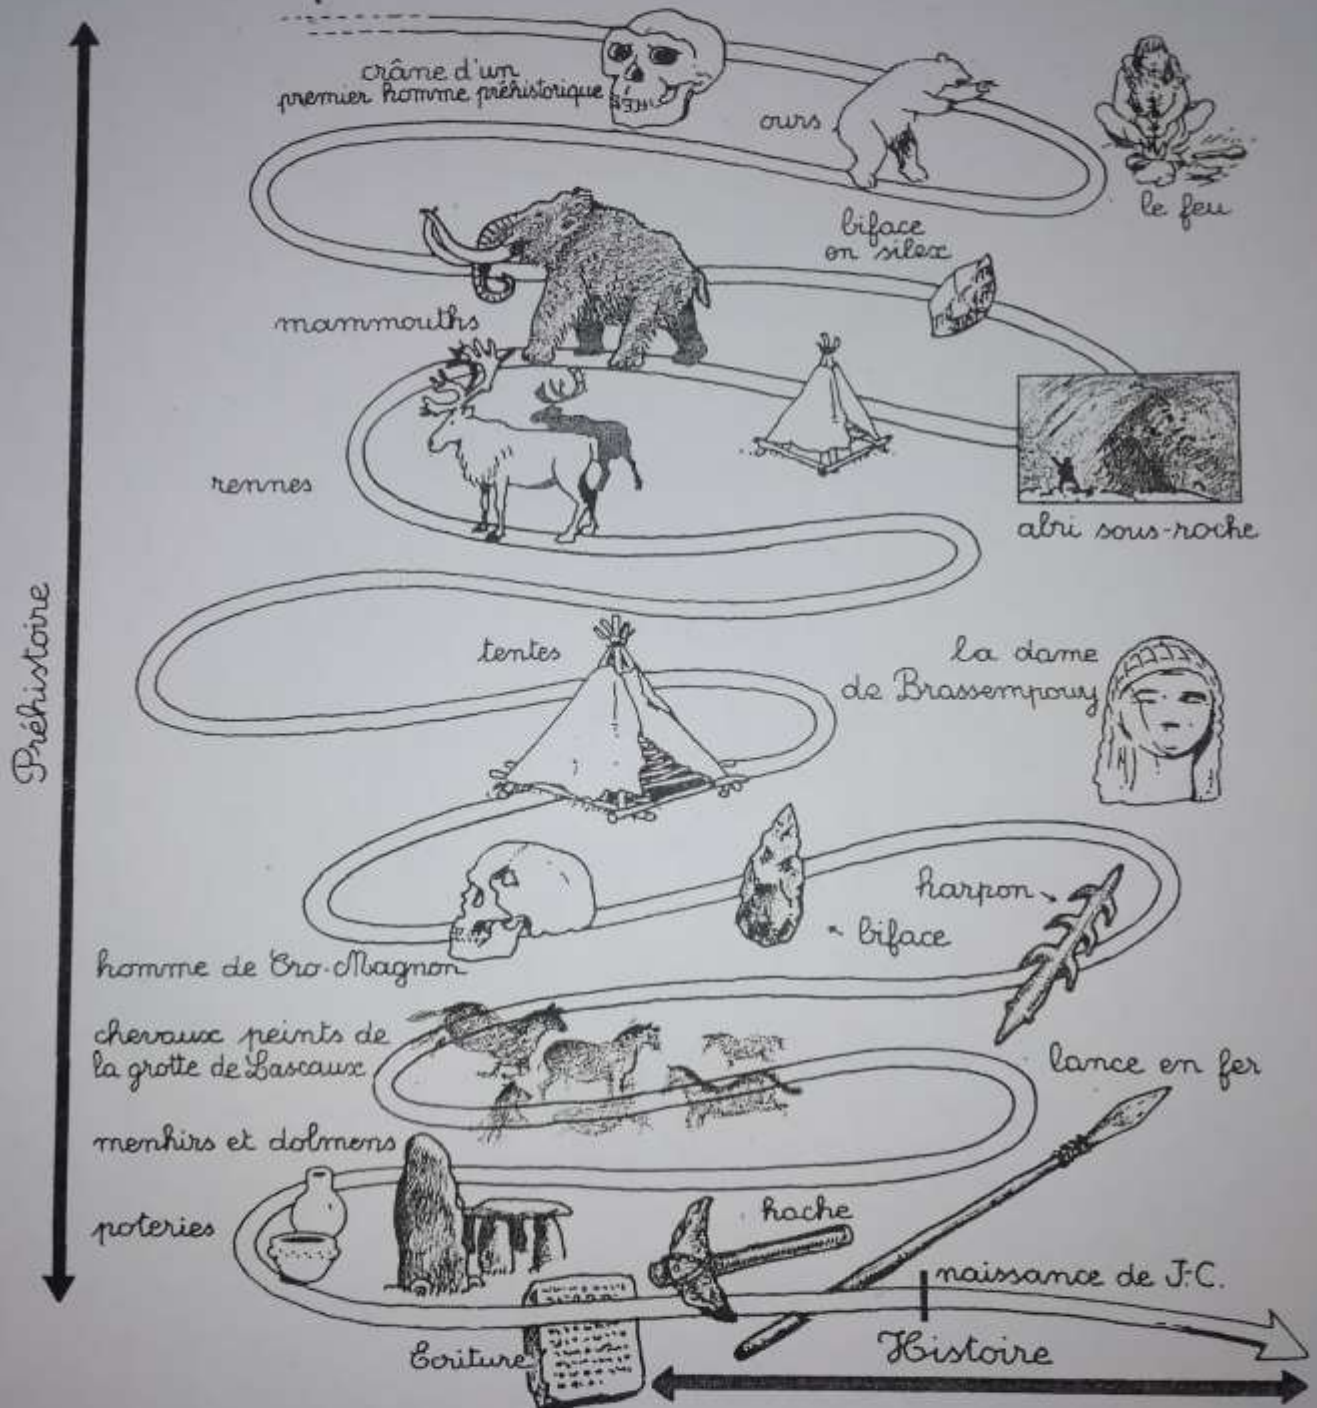 crâne d'un
premier homme préhistorique
ours
le feu
biface
en silex
mammouths
rennes
abri sous-roche
Préhistoire
tentes
la dame
de Brassempouy
harpon
biface
homme de Cro-Magnon
chevaux peints de
la grotte de Lascaux
lance en fer
menhirs et dolmens
poteries
hache
naissance de J-C.
Ecriture
Histoire